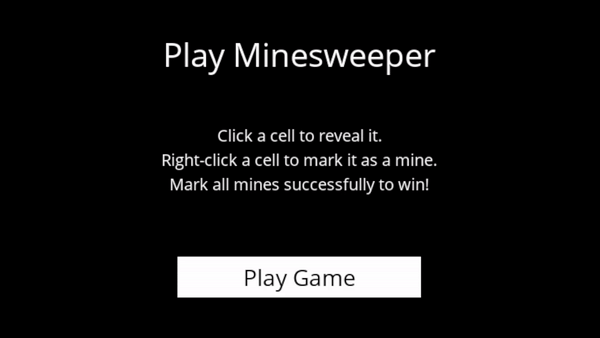 Play Minesweeper
Click a cell to reveal it.
Right-click a cell to mark it as a mine.
Mark all mines successfully to win!
Play Game